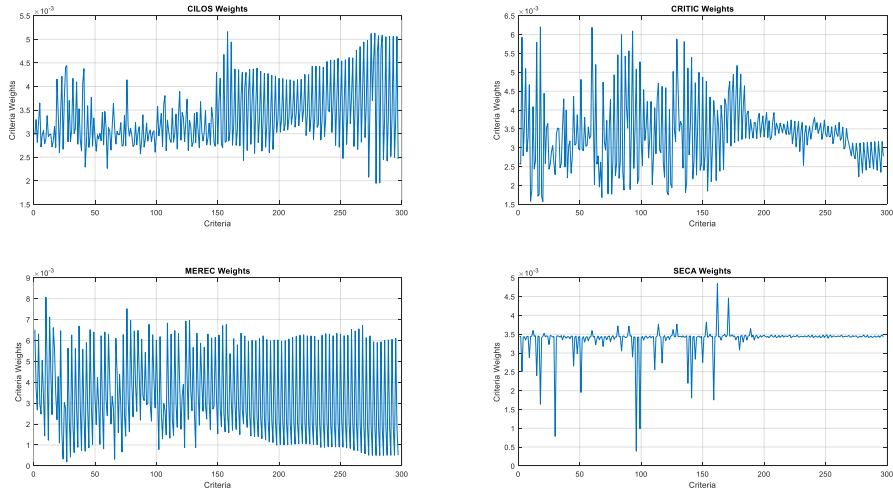 CILOS Weights
×10^-3
5.5
5
4.5
4
3.5
3
2.5
2
1.5
Criteria Weights
0 50 100 150 200 250 300
Criteria
CRITIC Weights
×10^-3
6.5
6
5.5
5
4.5
4
3.5
3
2.5
2
1.5
Criteria Weights
0 50 100 150 200 250 300
Criteria
MEREC Weights
×10^-3
9
8
7
6
5
4
3
2
1
0
Criteria Weights
0 50 100 150 200 250 300
Criteria
SECA Weights
×10^-3
5
4.5
4
3.5
3
2.5
2
1.5
1
0.5
0
Criteria Weights
0 50 100 150 200 250 300
Criteria